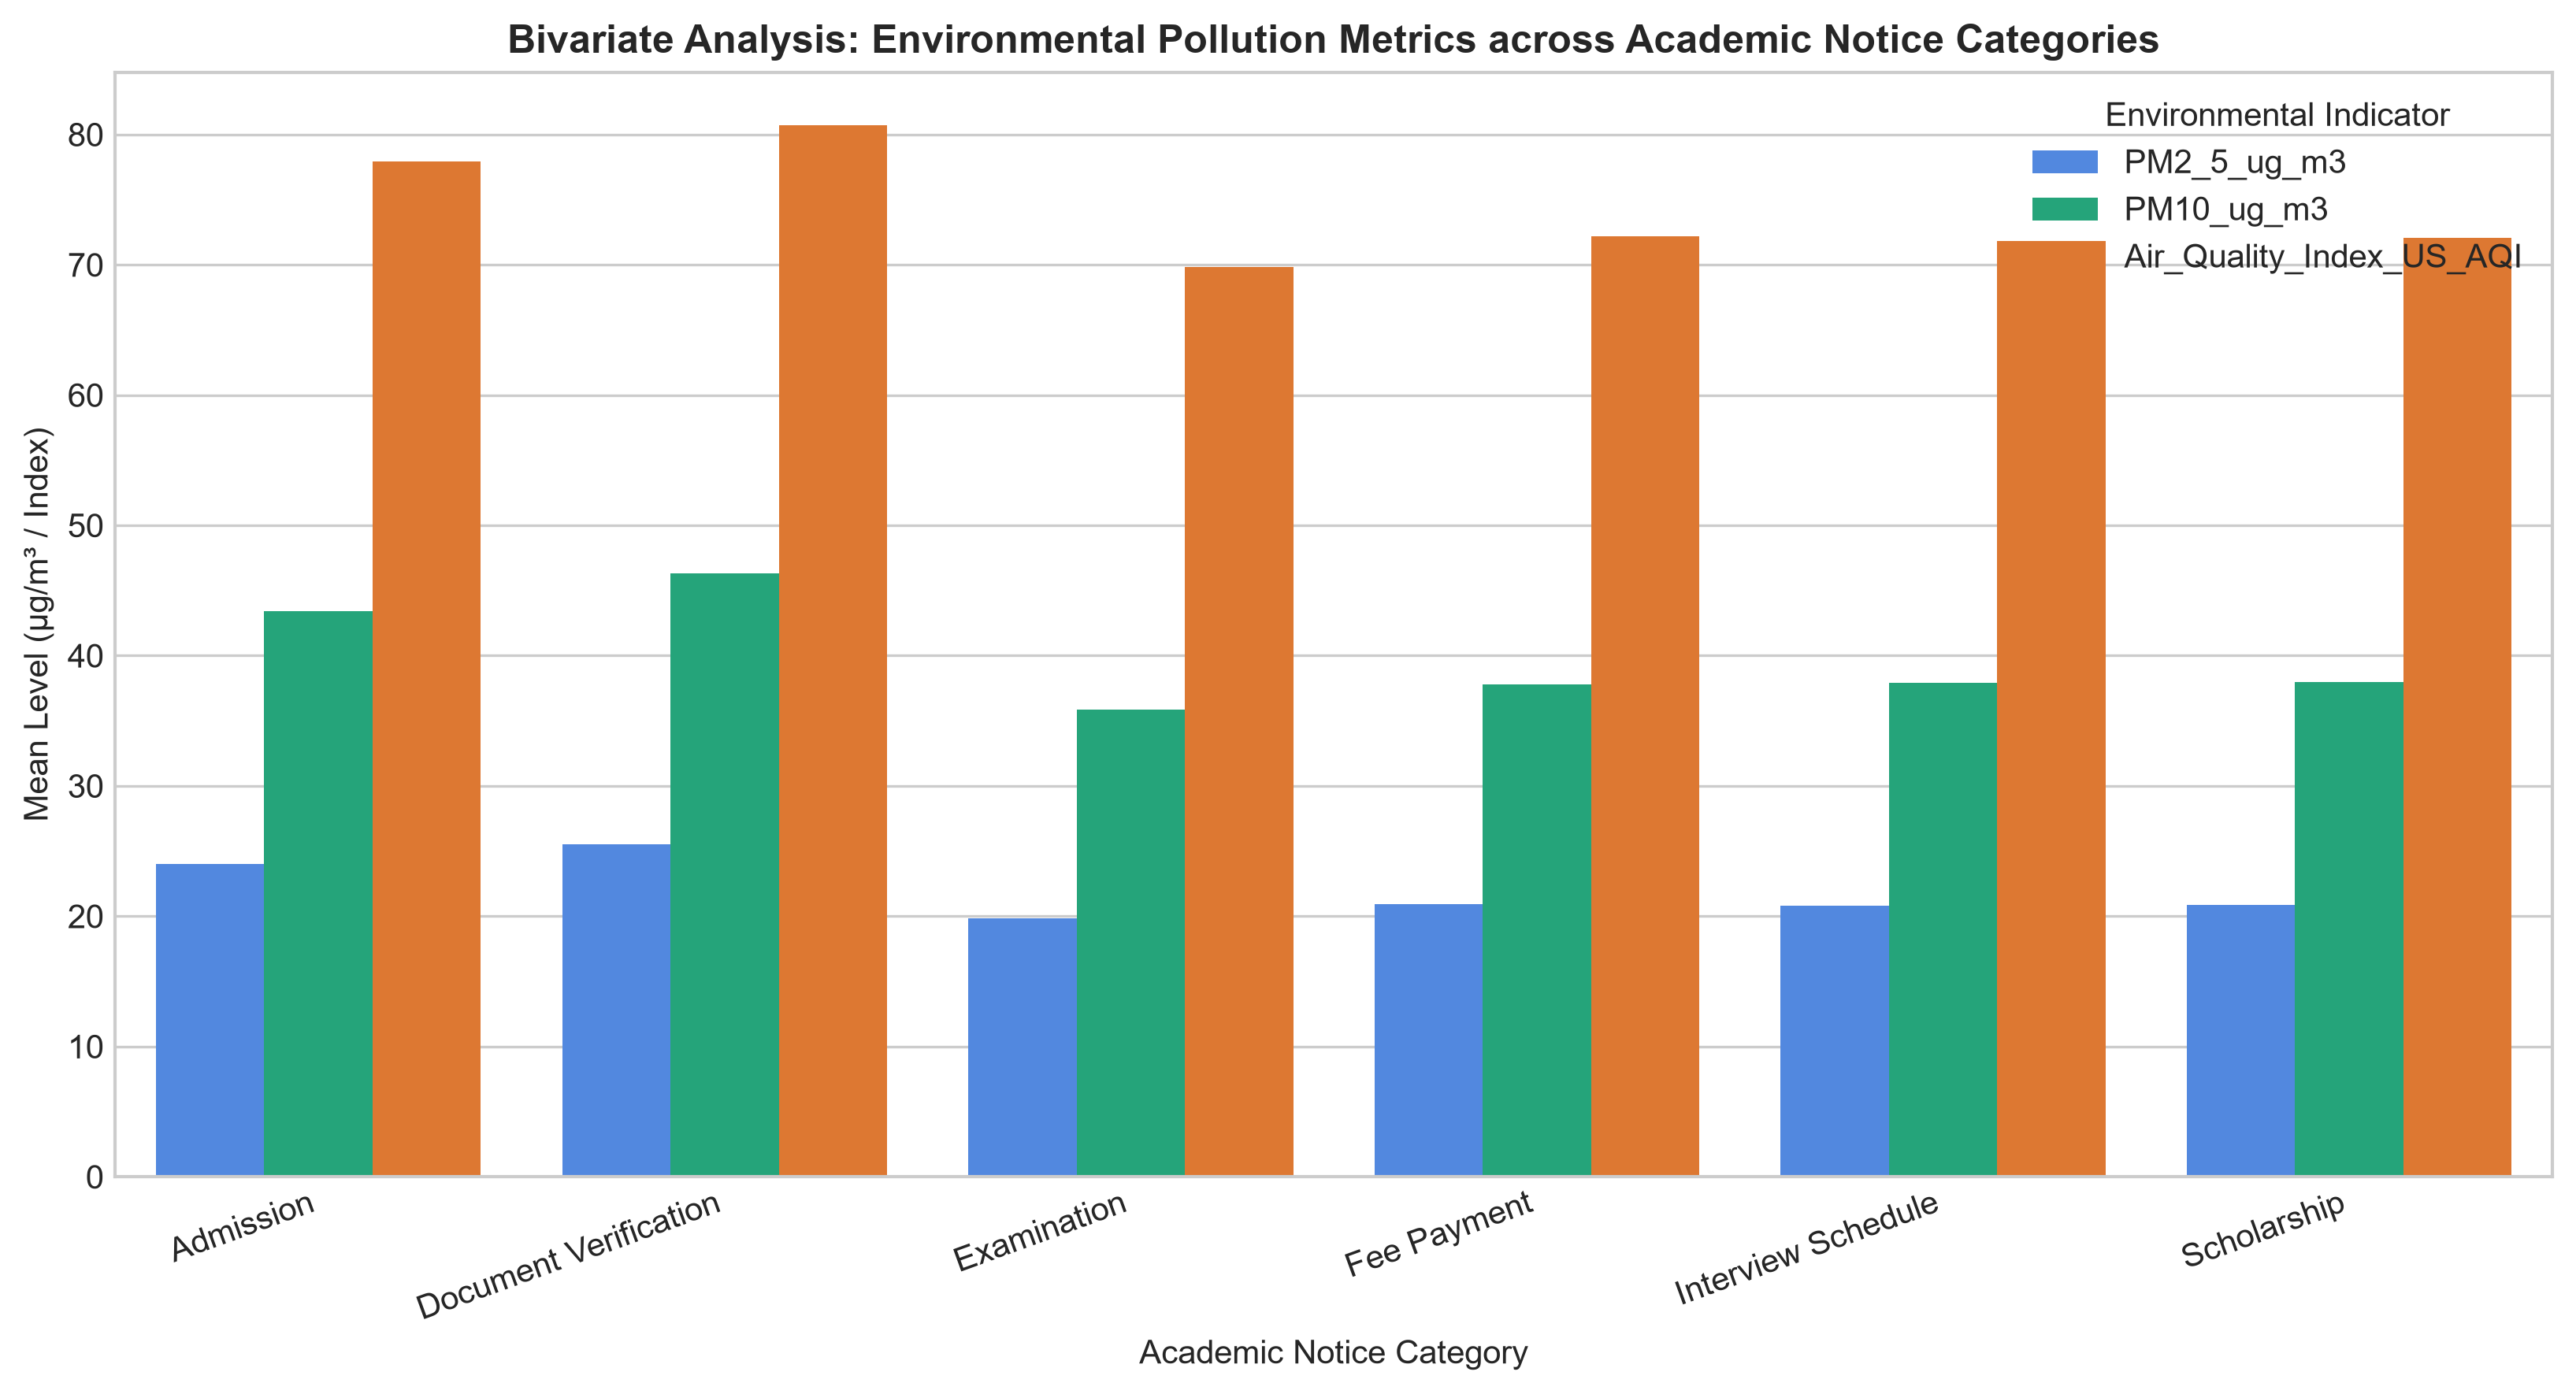 Bivariate Analysis: Environmental Pollution Metrics across Academic Notice Categories
Environmental Indicator
PM2_5_ug_m3
PM10_ug_m3
Air_Quality_Index_US_AQI
Mean Level (µg/m³ / Index)
80
70
60
50
40
30
20
10
0
Admission
Document Verification
Examination
Fee Payment
Interview Schedule
Scholarship
Academic Notice Category